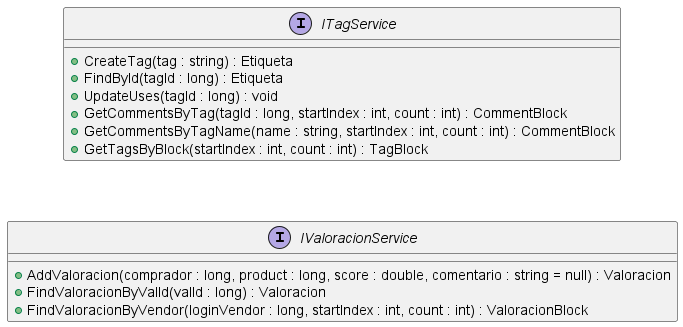 I ITagService
CreateTag(tag : string) : Etiqueta
FindById(tagId : long) : Etiqueta
UpdateUses(tagId : long) : void
GetCommentsByTag(tagId : long, startIndex : int, count : int) : CommentBlock
GetCommentsByTagName(name : string, startIndex : int, count : int) : CommentBlock
GetTagsByBlock(startIndex : int, count : int) : TagBlock
I IValoracionService
AddValoracion(comprador : long, product : long, score : double, comentario : string = null) : Valoracion
FindValoracionByValId(valId : long) : Valoracion
FindValoracionByVendor(loginVendor : long, startIndex : int, count : int) : ValoracionBlock